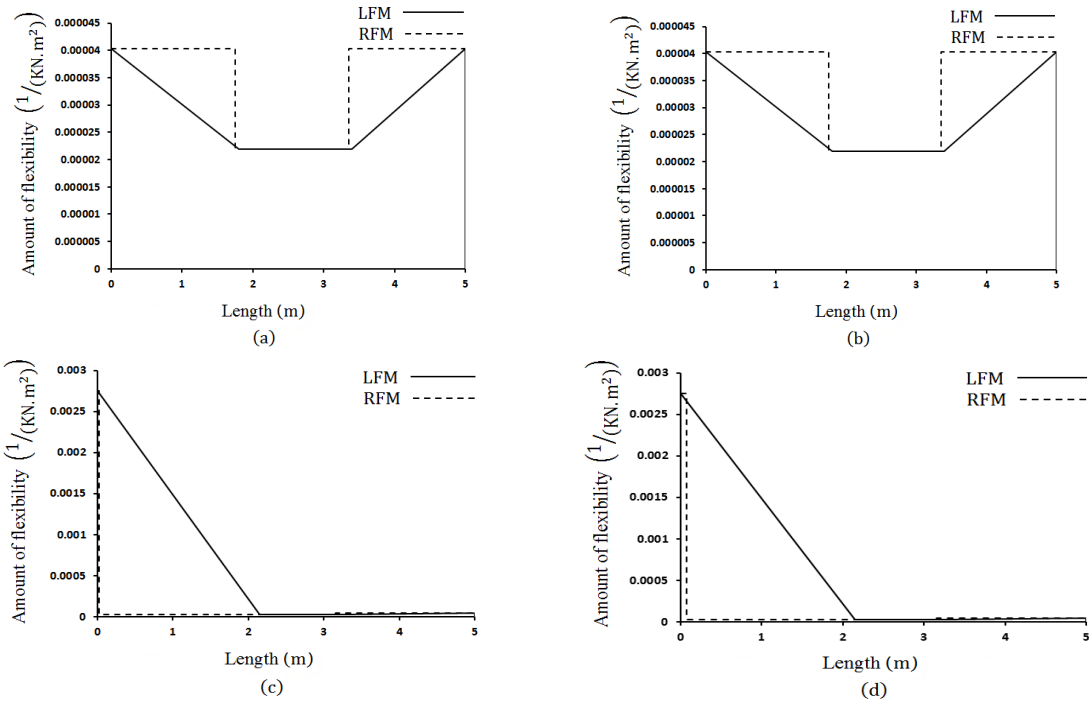 LFM
RFM
Amount of flexibility (1/(KN.m²))
0.000045
0.00004
0.000035
0.00003
0.000025
0.00002
0.000015
0.00001
0.000005
0
0 1 2 3 4 5
Length (m)
(a)
LFM
RFM
Amount of flexibility (1/(KN.m²))
0.000045
0.00004
0.000035
0.00003
0.000025
0.00002
0.000015
0.00001
0.000005
0
0 1 2 3 4 5
Length (m)
(b)
LFM
RFM
Amount of flexibility (1/(KN.m²))
0.003
0.0025
0.002
0.0015
0.001
0.0005
0
0 1 2 3 4 5
Length (m)
(c)
LFM
RFM
Amount of flexibility (1/(KN.m²))
0.003
0.0025
0.002
0.0015
0.001
0.0005
0
0 1 2 3 4 5
Length (m)
(d)